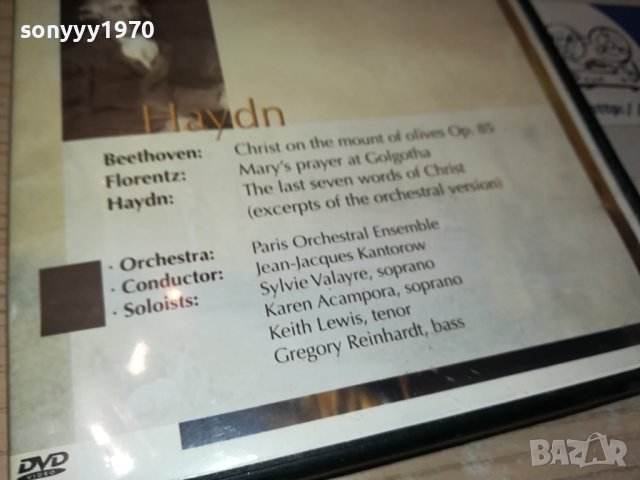 sonyyy1970
Haydn
Beethoven: Christ on the mount of olives Op. 85
Florentz: Mary's prayer at Golgotha
Haydn: The last seven words of Christ
(excerpts of the orchestral version)
· Orchestra: Paris Orchestral Ensemble
· Conductor: Jean-Jacques Kantorow
· Soloists: Sylvie Valayre, soprano
Karen Acampora, soprano
Keith Lewis, tenor
Gregory Reinhardt, bass
DVD
VIDEO
BAZAR